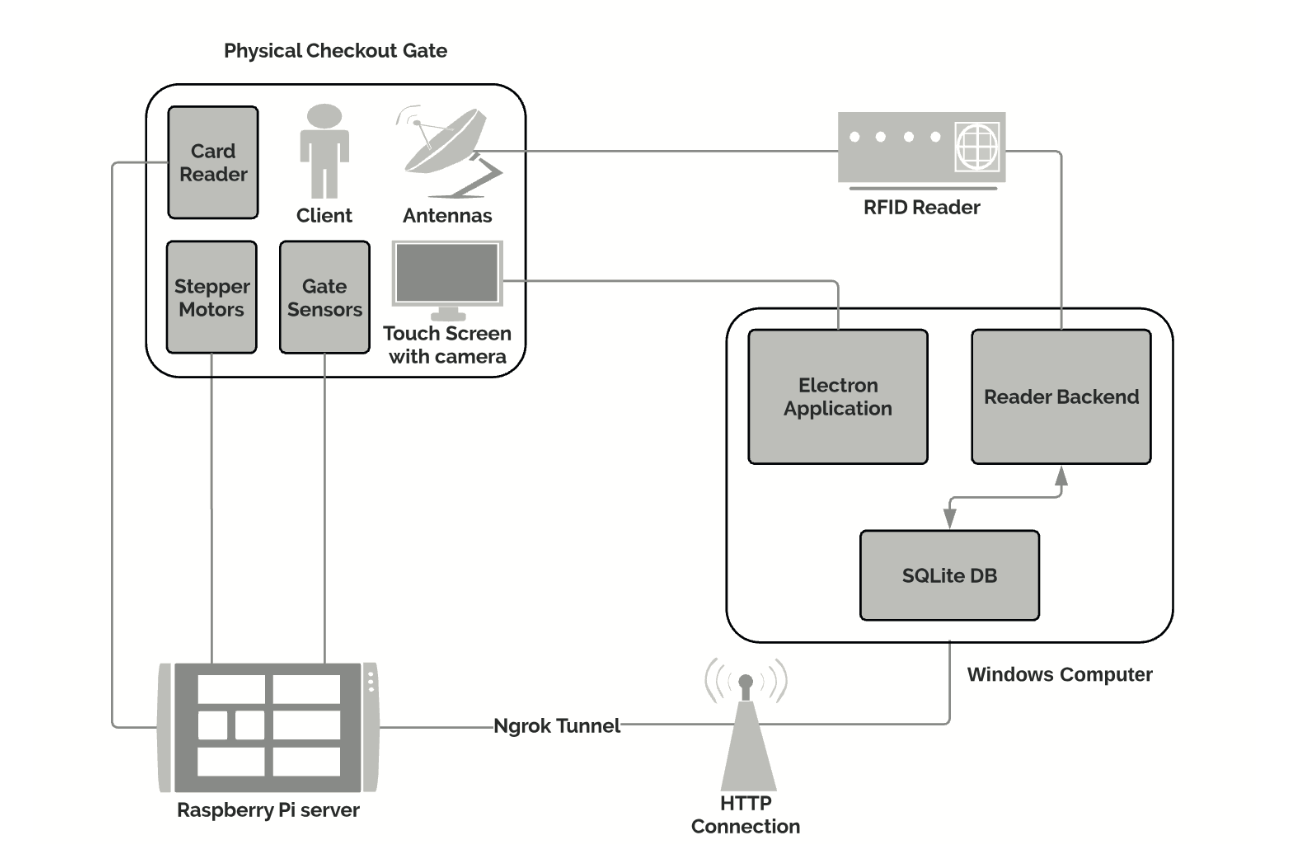 Physical Checkout Gate
Card
Reader
Client
Antennas
RFID Reader
Stepper
Motors
Gate
Sensors
Touch Screen
with camera
Electron
Application
Reader Backend
SQLite DB
Windows Computer
Ngrok Tunnel
Raspberry Pi server
HTTP
Connection